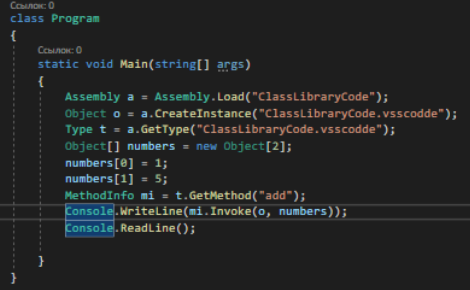 Ссылок: 0
class Program
{
Ссылок: 0
static void Main(string[] args)
{
Assembly a = Assembly.Load("ClassLibraryCode");
Object o = a.CreateInstance("ClassLibraryCode.vsscodde");
Type t = a.GetType("ClassLibraryCode.vsscodde");
Object[] numbers = new Object[2];
numbers[0] = 1;
numbers[1] = 5;
MethodInfo mi = t.GetMethod("add");
Console.WriteLine(mi.Invoke(o, numbers));
Console.ReadLine();
}
}